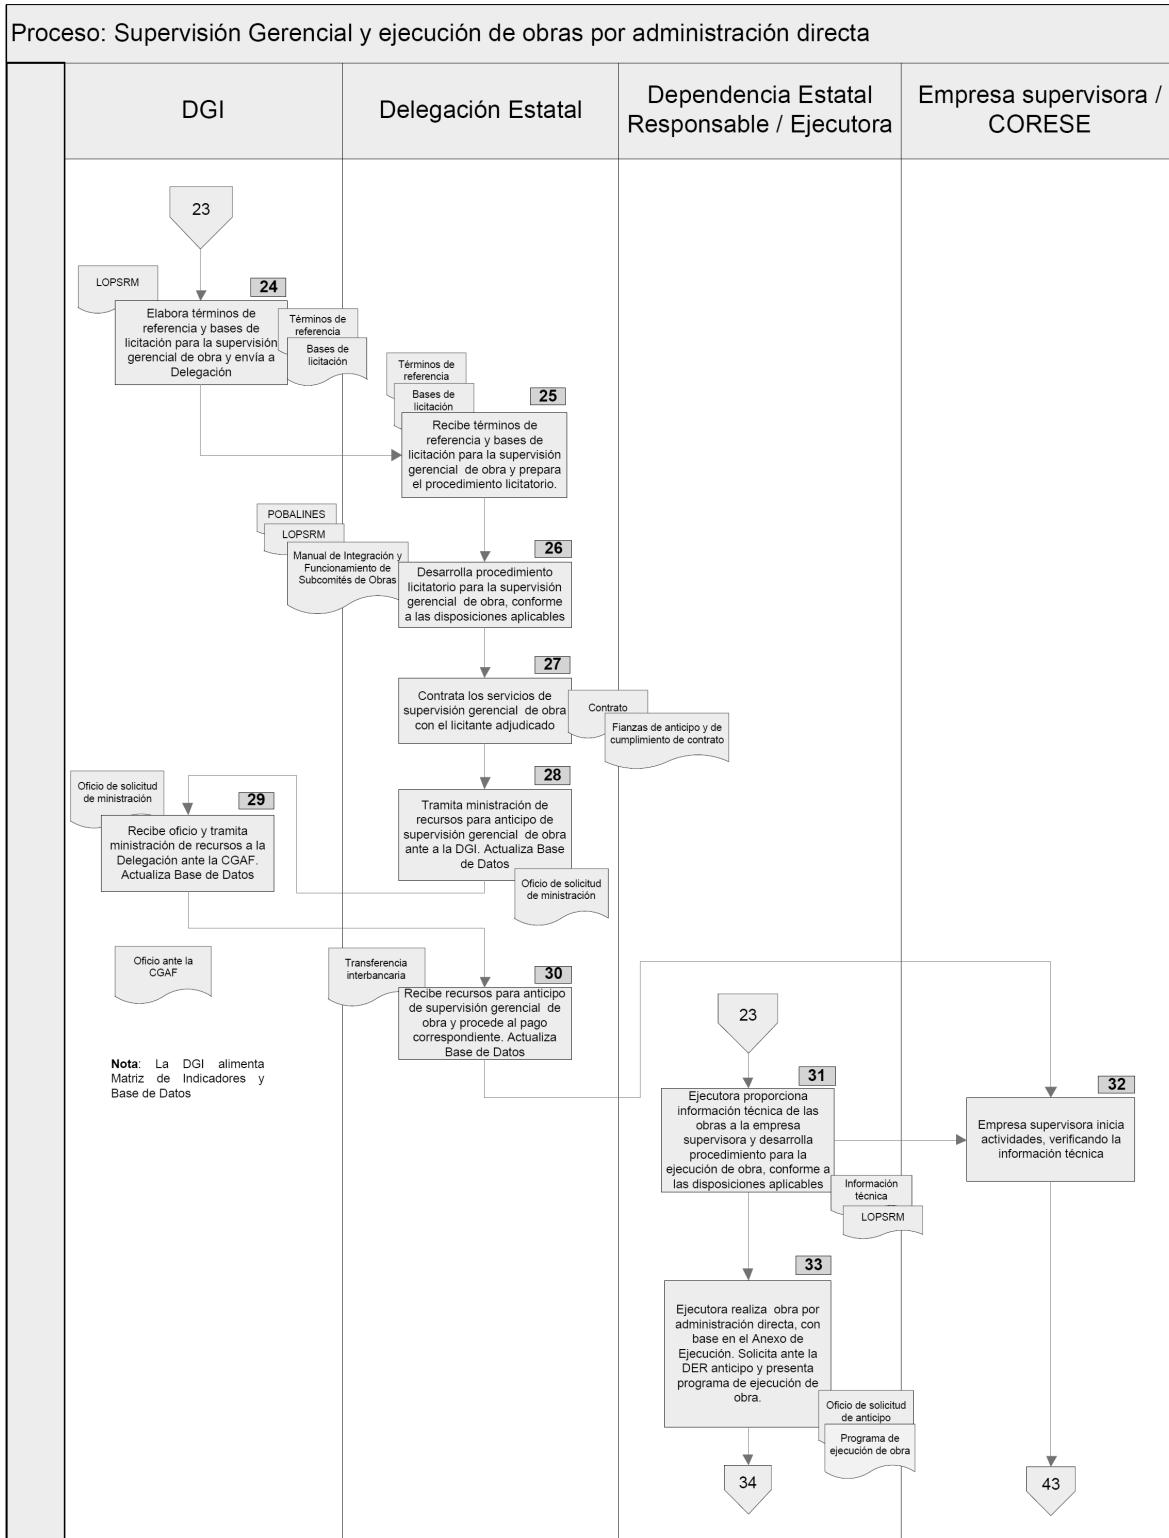 Proceso: Supervisión Gerencial y ejecución de obras por administración directa
DGI
Delegación Estatal
Dependencia Estatal
Responsable / Ejecutora
Empresa supervisora /
CORESE
23
LOPSRM
24
Elabora términos de
referencia y bases de
licitación para la supervisión
gerencial de obra y envía a
Delegación
Términos de
referencia
Bases de
licitación
Términos de
referencia
Bases de
licitación
25
Recibe términos de
referencia y bases de
licitación para la supervisión
gerencial de obra y prepara
el procedimiento licitatorio.
POBALINES
LOPSRM
Manual de Integración y
Funcionamiento de
Subcomités de Obras
26
Desarrolla procedimiento
licitatorio para la supervisión
gerencial de obra, conforme
a las disposiciones aplicables
27
Contrata los servicios de
supervisión gerencial de obra
con el licitante adjudicado
Contrato
Fianzas de anticipo y de
cumplimiento de contrato
28
Tramita ministración de
recursos para anticipo de
supervisión gerencial de obra
ante a la DGI. Actualiza Base
de Datos
Oficio de solicitud
de ministración
Oficio de solicitud
de ministración
29
Recibe oficio y tramita
ministración de recursos a la
Delegación ante la CGAF.
Actualiza Base de Datos
Oficio ante la
CGAF
Transferencia
interbancaria
30
Recibe recursos para anticipo
de supervisión gerencial de
obra y procede al pago
correspondiente. Actualiza
Base de Datos
Nota: La DGI alimenta
Matriz de Indicadores y
Base de Datos
23
31
Ejecutora proporciona
información técnica de las
obras a la empresa
supervisora y desarrolla
procedimiento para la
ejecución de obra, conforme a
las disposiciones aplicables
Información
técnica
LOPSRM
32
Empresa supervisora inicia
actividades, verificando la
información técnica
33
Ejecutora realiza obra por
administración directa, con
base en el Anexo de
Ejecución. Solicita ante la
DER anticipo y presenta
programa de ejecución de
obra.
Oficio de solicitud
de anticipo
Programa de
ejecución de obra
34
43